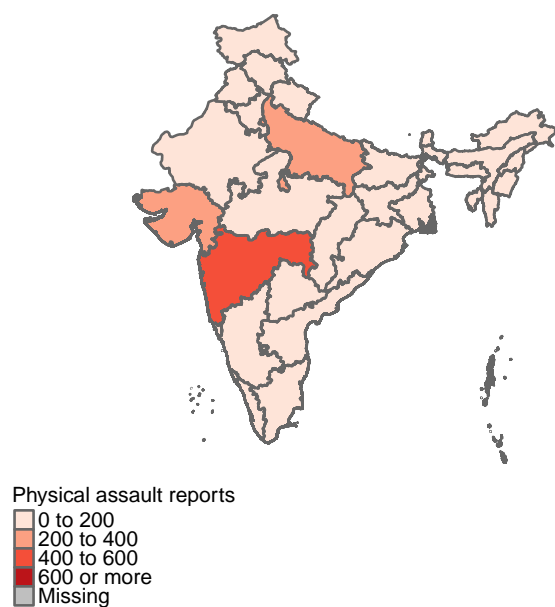 Physical assault reports
0 to 200
200 to 400
400 to 600
600 or more
Missing